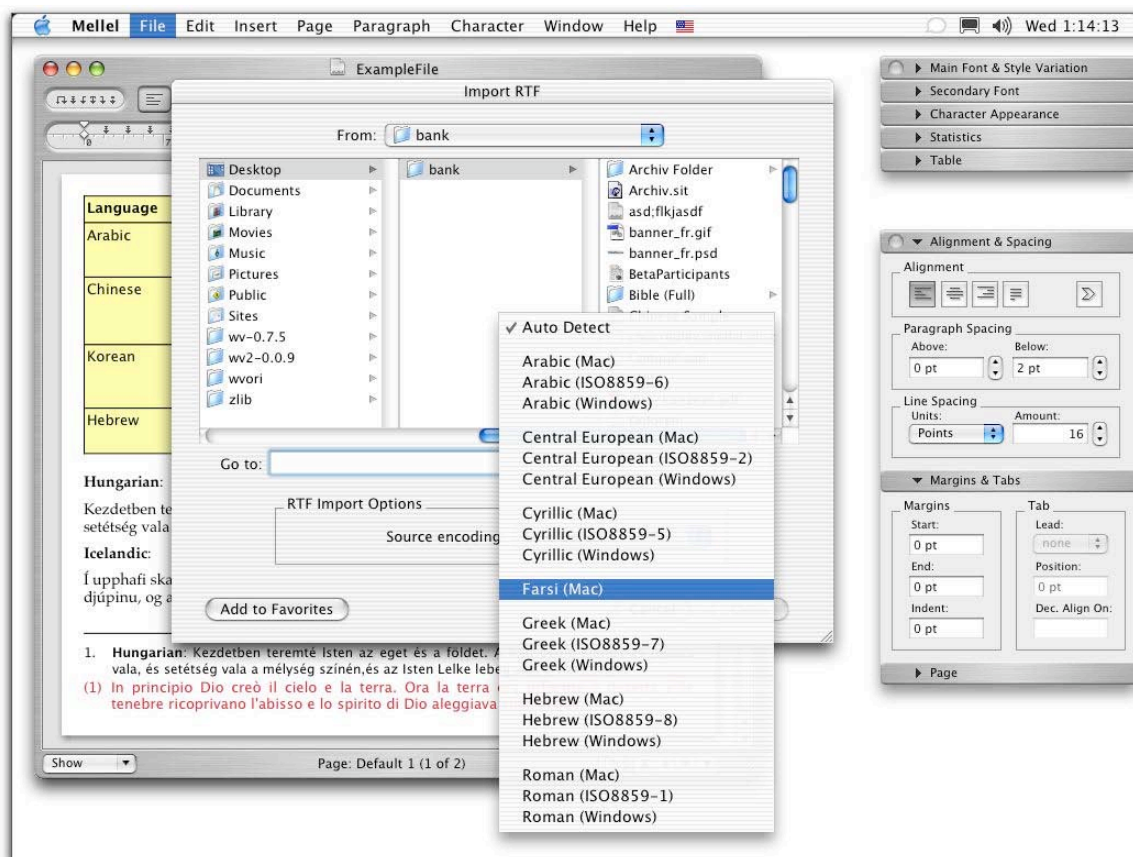 Mellel File Edit Insert Page Paragraph Character Window Help Wed 1:14:13
ExampleFile
Import RTF
From: bank
Desktop
Documents
Library
Movies
Music
Pictures
Public
Sites
wv-0.7.5
wv2-0.0.9
wvori
zlib
bank
Archiv Folder
Archiv.sit
asd;flkjasdf
banner_fr.gif
banner_fr.psd
BetaParticipants
Bible (Full)
Go to:
RTF Import Options
Source encoding
Add to Favorites
✓ Auto Detect
Arabic (Mac)
Arabic (ISO8859-6)
Arabic (Windows)
Central European (Mac)
Central European (ISO8859-2)
Central European (Windows)
Cyrillic (Mac)
Cyrillic (ISO8859-5)
Cyrillic (Windows)
Farsi (Mac)
Greek (Mac)
Greek (ISO8859-7)
Greek (Windows)
Hebrew (Mac)
Hebrew (ISO8859-8)
Hebrew (Windows)
Roman (Mac)
Roman (ISO8859-1)
Roman (Windows)
Language
Arabic
Chinese
Korean
Hebrew
Hungarian:
Kezdetben
setétség vala
Icelandic:
Í upphafi
djúpinu, og
1. Hungarian: Kezdetben teremté Isten az eget és a földet.
vala, és setétség vala a mélység színén,és az Isten Lelke
(1) In principio Dio creò il cielo e la terra. Ora la terra
tenebre ricoprivano l'abisso e lo spirito di Dio aleggiava
Show Page: Default 1 (1 of 2)
Main Font & Style Variation
Secondary Font
Character Appearance
Statistics
Table
Alignment & Spacing
Alignment
Paragraph Spacing
Above: Below:
0 pt 2 pt
Line Spacing
Units: Amount:
Points 16
Margins & Tabs
Margins Tab
Start: Lead:
0 pt none
End: Position:
0 pt 0 pt
Indent: Dec. Align On:
0 pt
Page